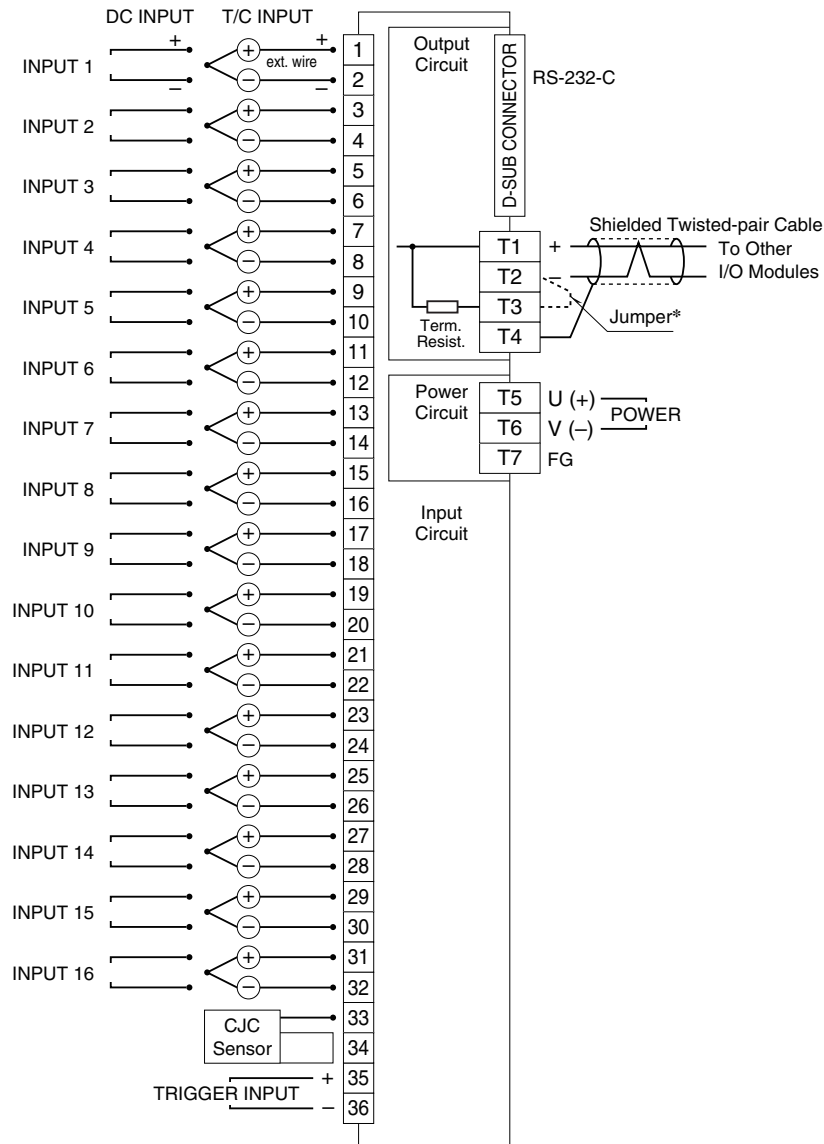 DC INPUT T/C INPUT
INPUT 1 + − + − ext. wire + − 1 2
INPUT 2 + − 3 4
INPUT 3 + − 5 6
INPUT 4 + − 7 8
INPUT 5 + − 9 10
INPUT 6 + − 11 12
INPUT 7 + − 13 14
INPUT 8 + − 15 16
INPUT 9 + − 17 18
INPUT 10 + − 19 20
INPUT 11 + − 21 22
INPUT 12 + − 23 24
INPUT 13 + − 25 26
INPUT 14 + − 27 28
INPUT 15 + − 29 30
INPUT 16 + − 31 32
CJC
Sensor
33
34
TRIGGER INPUT + − 35 36
Output
Circuit
D-SUB CONNECTOR
RS-232-C
Shielded Twisted-pair Cable
T1 + To Other
T2 − I/O Modules
T3
Jumper*
T4
Term.
Resist.
Power
Circuit
T5 U (+)
POWER
T6 V (–)
T7 FG
Input
Circuit